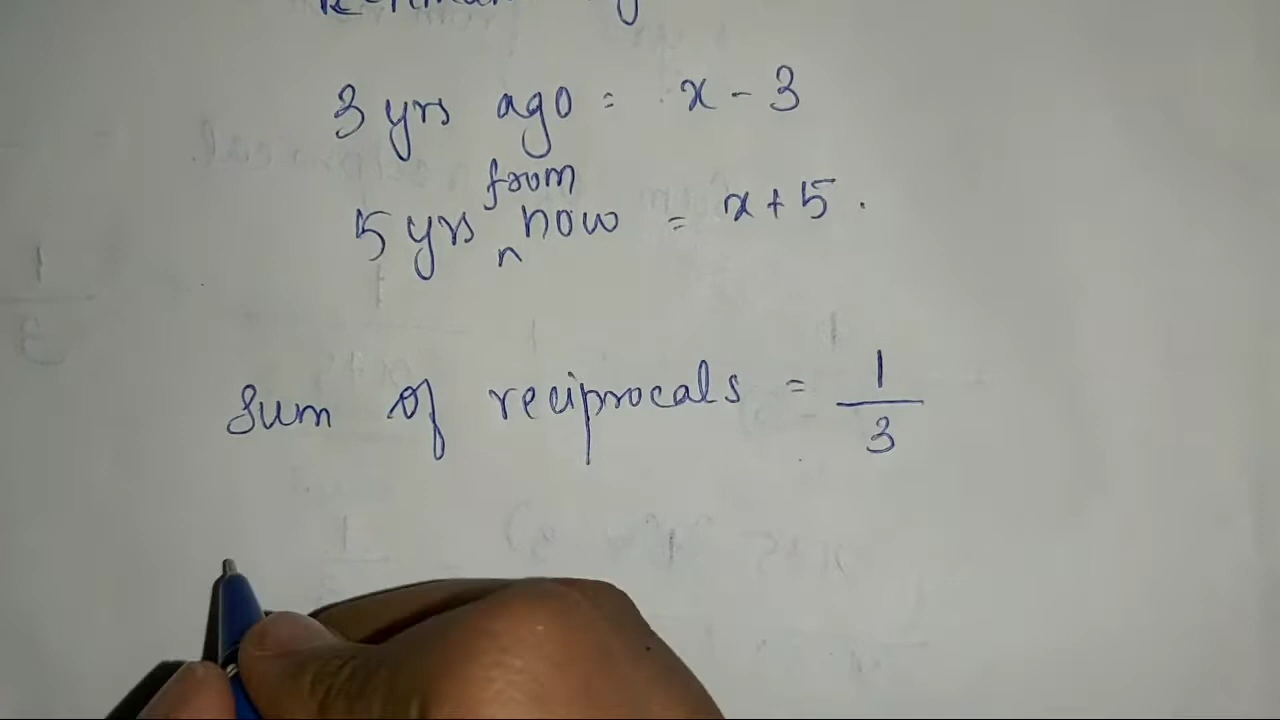 3 yrs ago = x - 3
5 yrs from now = x + 5 .
Sum of reciprocals = 1/3